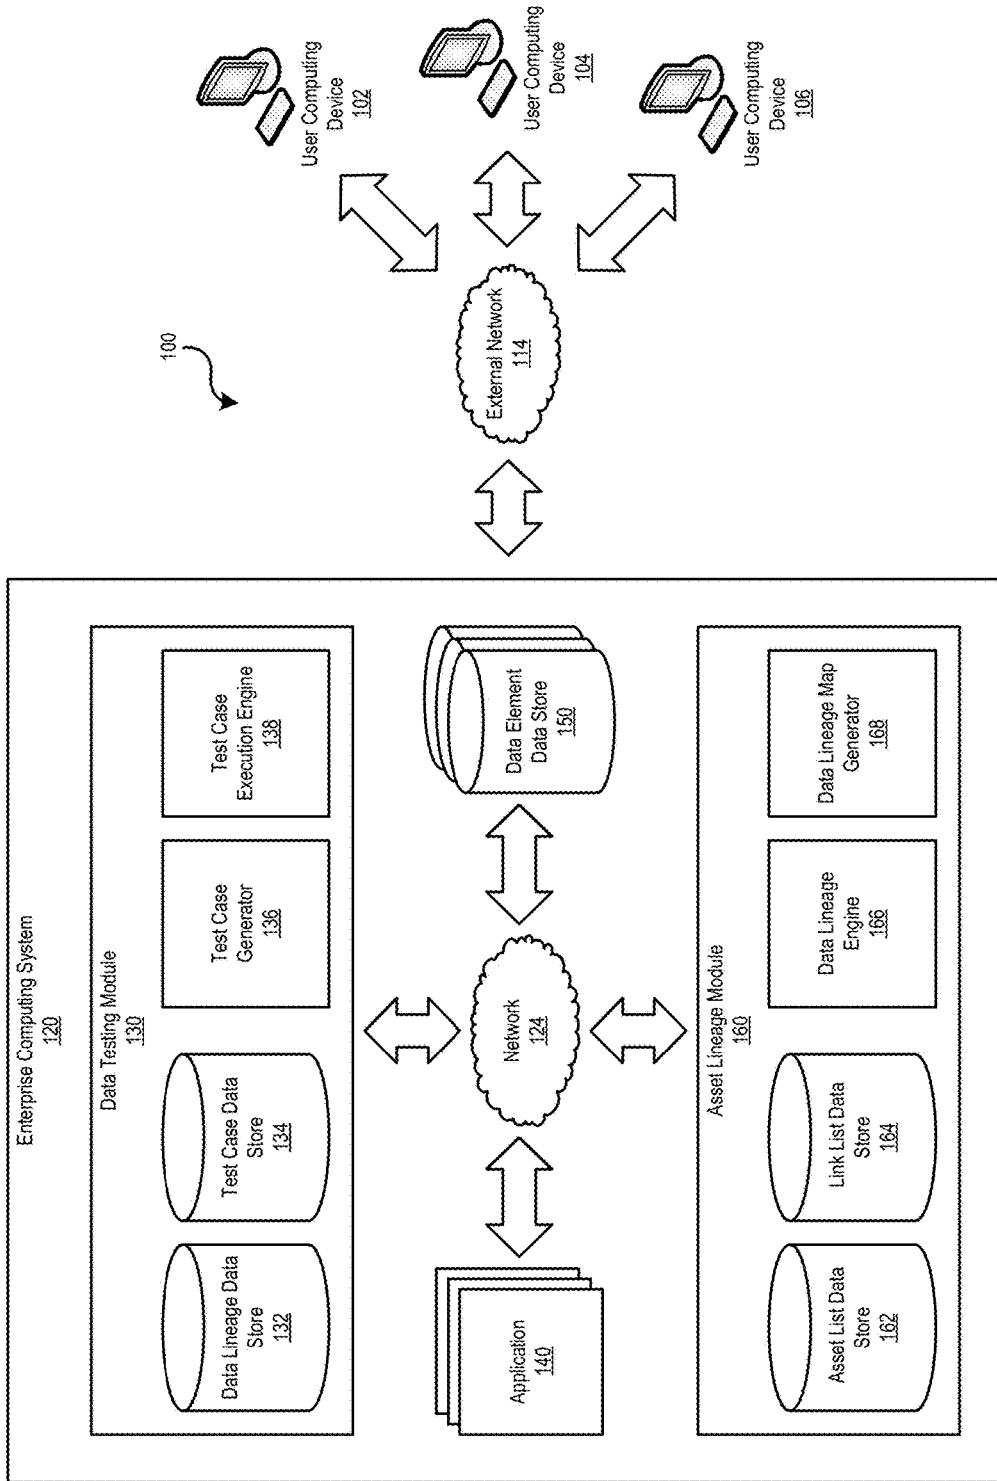 100
Enterprise Computing System
120
Data Testing Module
130
Data Lineage Data
Store
132
Test Case Data
Store
134
Test Case
Generator
136
Test Case
Execution Engine
138
Application
140
Network
124
Data Element
Data Store
150
Asset Lineage Module
160
Asset List Data
Store
162
Link List Data
Store
164
Data Lineage
Engine
166
Data Lineage Map
Generator
168
External Network
114
User Computing
Device
102
User Computing
Device
104
User Computing
Device
106